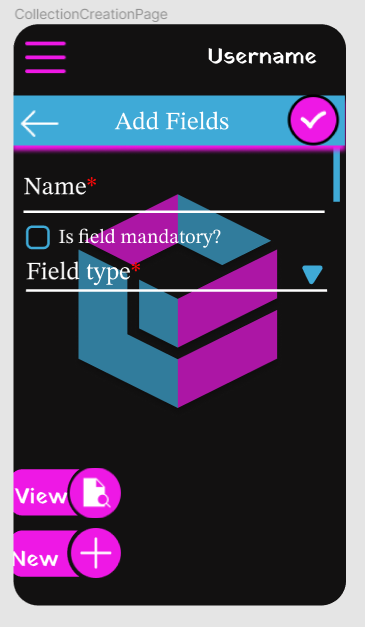 CollectionCreationPage
Username
Add Fields
Name*
Is field mandatory?
Field type*
View
New